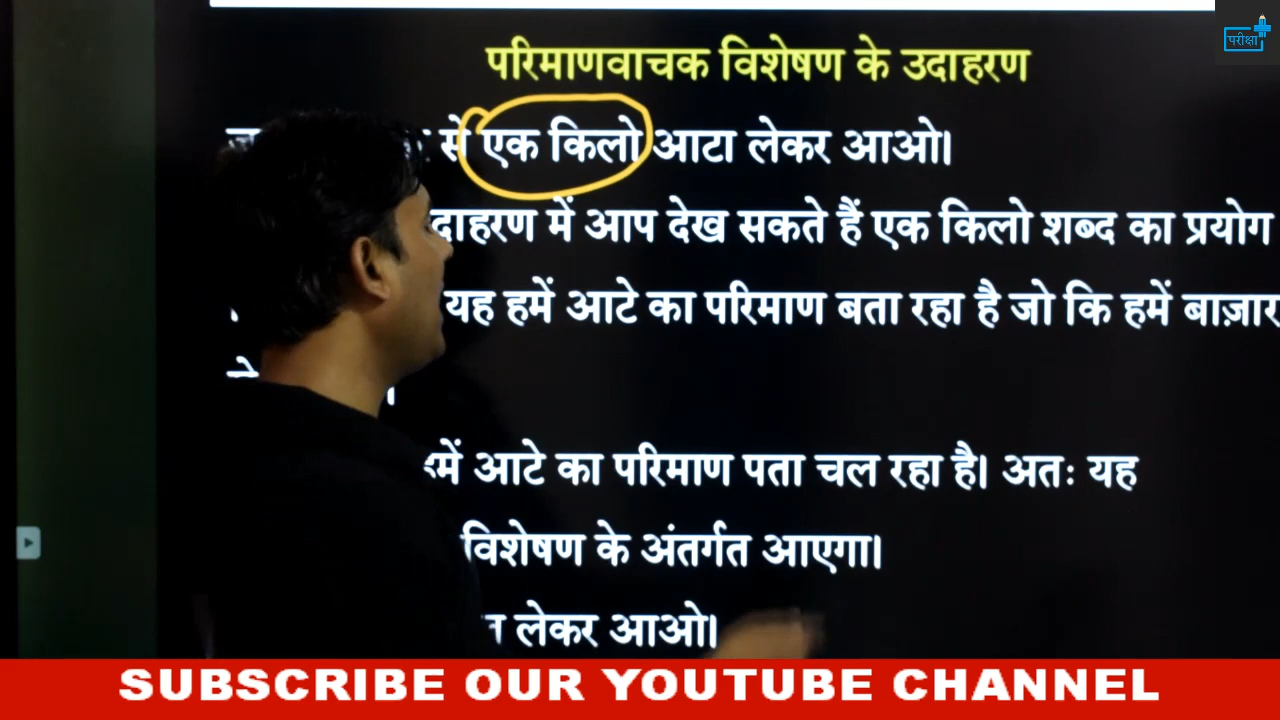 परीक्षा
परिमाणवाचक विशेषण के उदाहरण
से एक किलो आटा लेकर आओ।
में आप देख सकते हैं एक किलो शब्द का प्रयोग
यह हमें आटे का परिमाण बता रहा है जो कि हमें बाज़ार
आटे का परिमाण पता चल रहा है। अतः यह
विशेषण के अंतर्गत आएगा।
लेकर आओ।
SUBSCRIBE OUR YOUTUBE CHANNEL